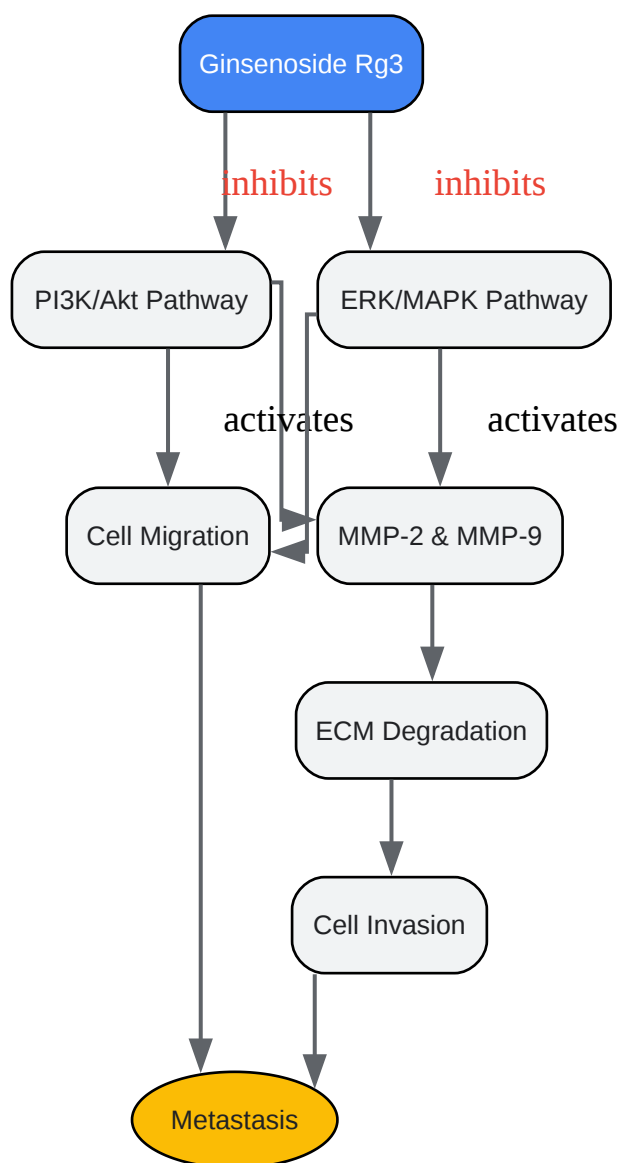 Ginsenoside Rg3
inhibits
inhibits
PI3K/Akt Pathway
ERK/MAPK Pathway
activates
activates
Cell Migration
MMP-2 & MMP-9
ECM Degradation
Cell Invasion
Metastasis